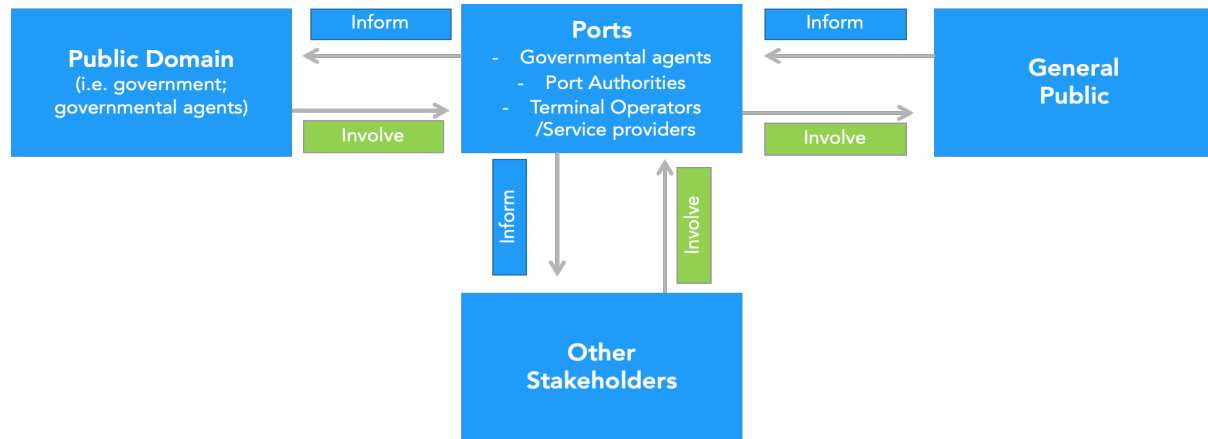 Public Domain
(i.e. government;
governmental agents)
Inform
Involve
Ports
- Governmental agents
- Port Authorities
- Terminal Operators
/Service providers
Inform
Involve
General
Public
Inform
Involve
Other
Stakeholders